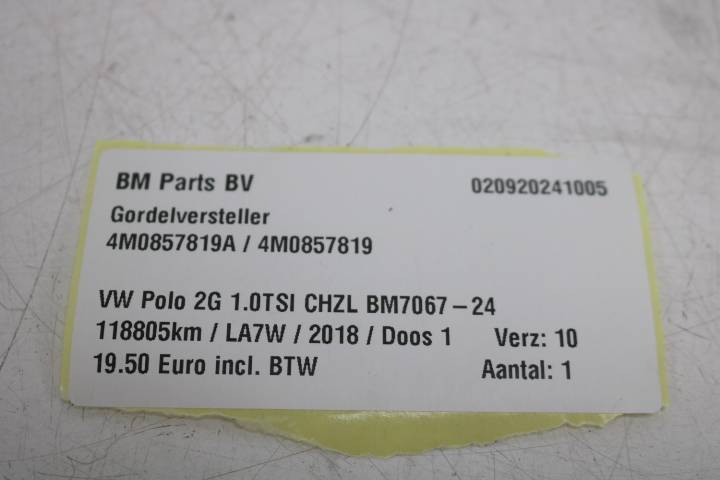 BM Parts BV 020920241005
Gordelversteller
4M0857819A / 4M0857819
VW Polo 2G 1.0TSI CHZL BM7067-24
118805km / LA7W / 2018 / Doos 1 Verz: 10
19.50 Euro incl. BTW Aantal: 1